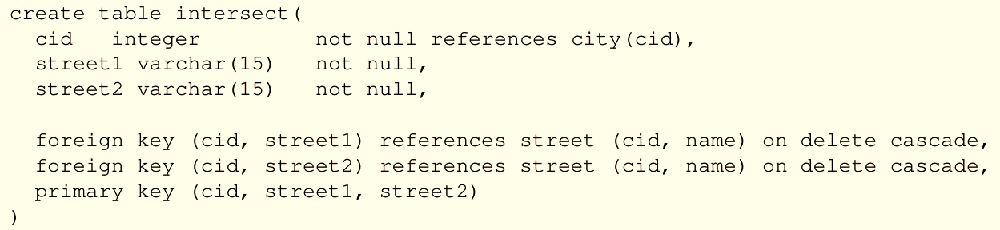 create table intersect(
  cid   integer         not null references city(cid),
  street1 varchar(15)   not null,
  street2 varchar(15)   not null,

  foreign key (cid, street1) references street (cid, name) on delete cascade,
  foreign key (cid, street2) references street (cid, name) on delete cascade,
  primary key (cid, street1, street2)
)